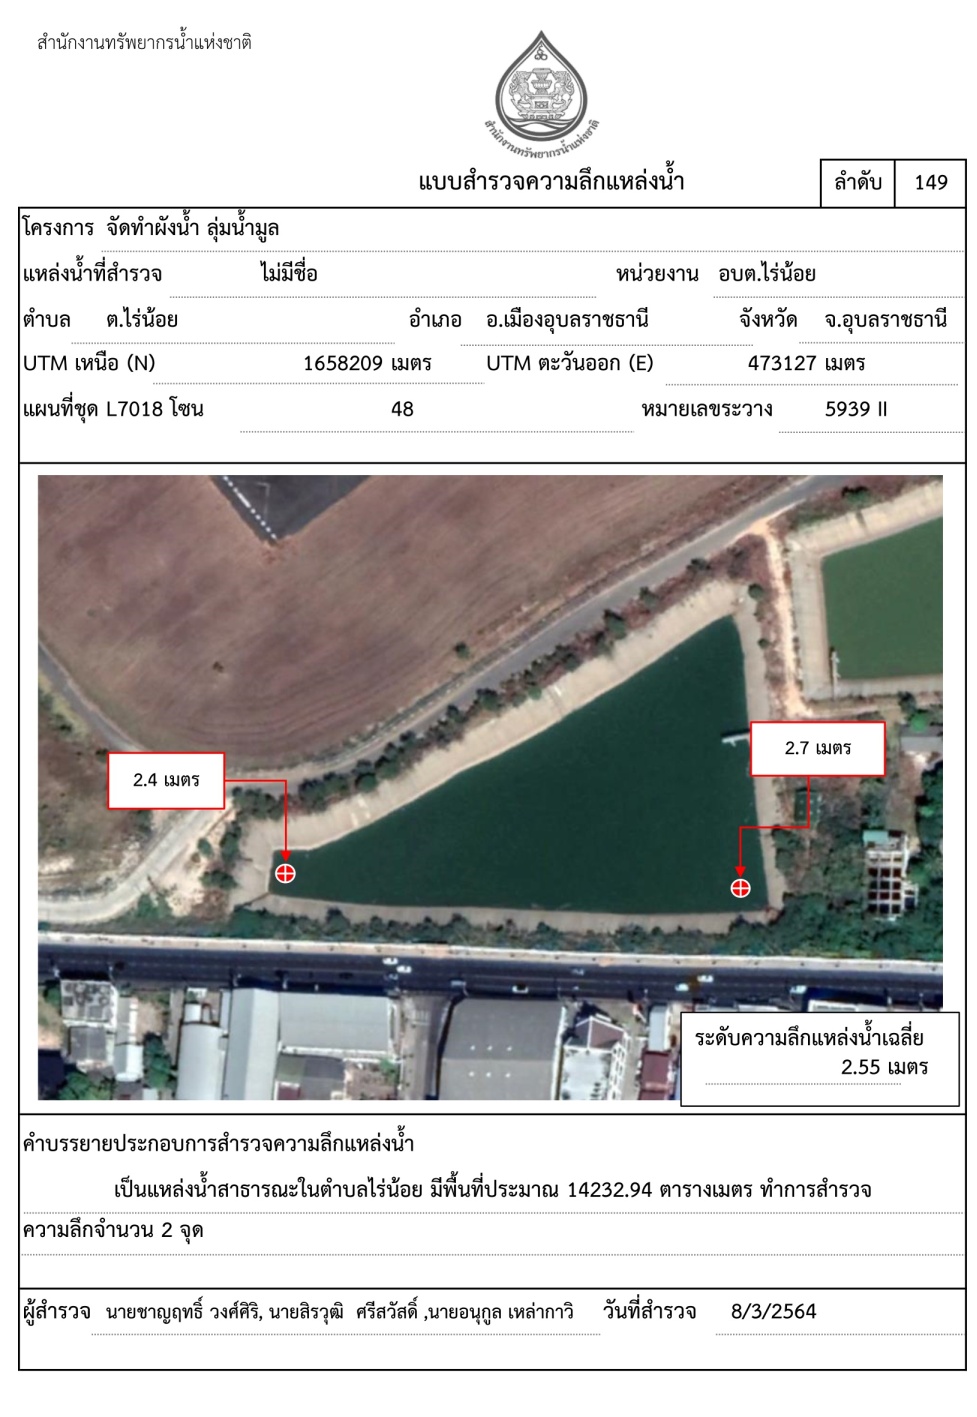 สำนักงานทรัพยากรน้ำแห่งชาติ
สำนักงานทรัพยากรน้ำแห่งชาติ
แบบสำรวจความลึกแหล่งน้ำ ลำดับ 149
โครงการ จัดทำผังน้ำ ลุ่มน้ำมูล
แหล่งน้ำที่สำรวจ ไม่มีชื่อ หน่วยงาน อบต.ไร่น้อย
ตำบล ต.ไร่น้อย อำเภอ อ.เมืองอุบลราชธานี จังหวัด จ.อุบลราชธานี
UTM เหนือ (N) 1658209 เมตร UTM ตะวันออก (E) 473127 เมตร
แผนที่ชุด L7018 โซน 48 หมายเลขระวาง 5939 II
2.7 เมตร
2.4 เมตร
ระดับความลึกแหล่งน้ำเฉลี่ย
2.55 เมตร
คำบรรยายประกอบการสำรวจความลึกแหล่งน้ำ
เป็นแหล่งน้ำสาธารณะในตำบลไร่น้อย มีพื้นที่ประมาณ 14232.94 ตารางเมตร ทำการสำรวจ
ความลึกจำนวน 2 จุด
ผู้สำรวจ นายชาญฤทธิ์ วงศ์ศิริ, นายสิรวุฒิ ศรีสวัสดิ์ ,นายอนุกูล เหล่ากาวิ วันที่สำรวจ 8/3/2564